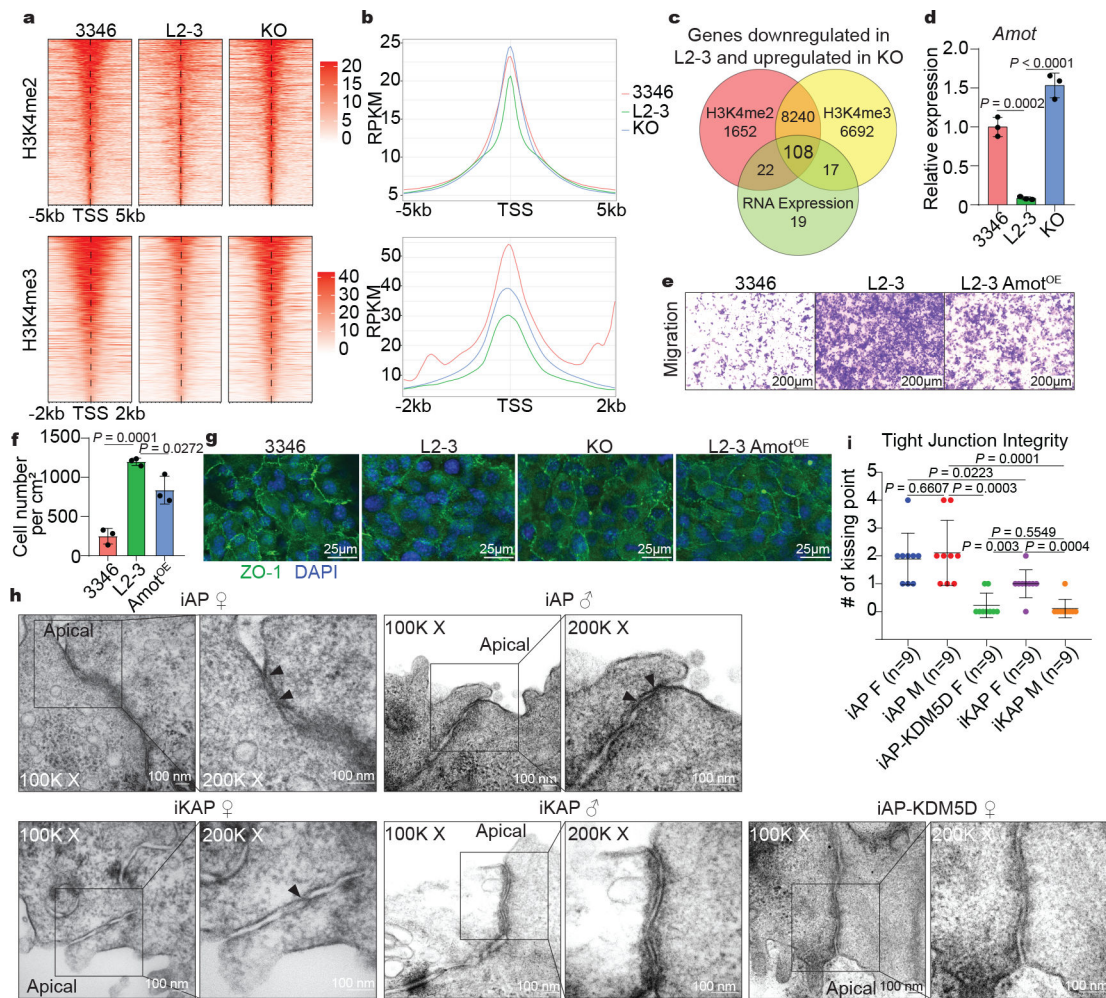 a
3346 L2-3 KO
H3K4me2
20
15
10
5
0
-5kb TSS 5kb
H3K4me3
40
30
20
10
0
-2kb TSS 2kb
b
RPKM
25
20
15
10
5
-5kb TSS 5kb
3346
L2-3
KO
RPKM
50
40
30
20
10
-2kb TSS 2kb
c
Genes downregulated in
L2-3 and upregulated in KO
H3K4me2
1652
8240
H3K4me3
6692
108
22
17
RNA Expression
19
d
Amot
Relative expression
2.0
1.5
1.0
0.5
0
P < 0.0001
P = 0.0002
3346
L2-3
KO
e
3346 L2-3 L2-3 Amot^OE
Migration
200μm 200μm 200μm
f
Cell number
per cm²
1500
1000
500
0
P = 0.0001
P = 0.0272
3346
L2-3
Amot^OE
g
3346 L2-3 KO L2-3 Amot^OE
25μm 25μm 25μm 25μm
ZO-1 DAPI
h
iAP ♀
Apical
100K X 100 nm
200K X 100 nm
iAP ♂
100K X
Apical
100 nm
200K X
100 nm
iKAP ♀
100K X
Apical
100 nm
200K X
100 nm
iKAP ♂
100K X
Apical
100 nm
200K X
100 nm
iAP-KDM5D ♀
100K X
Apical
100 nm
200K X
100 nm
i
Tight Junction Integrity
# of kissing point
5
4
3
2
1
0
P = 0.0001
P = 0.0223
P = 0.6607 P = 0.0003
P = 0.5549
P = 0.003 P = 0.0004
iAP F (n=9)
iAP M (n=9)
iAP-KDM5D F (n=9)
iKAP F (n=9)
iKAP M (n=9)